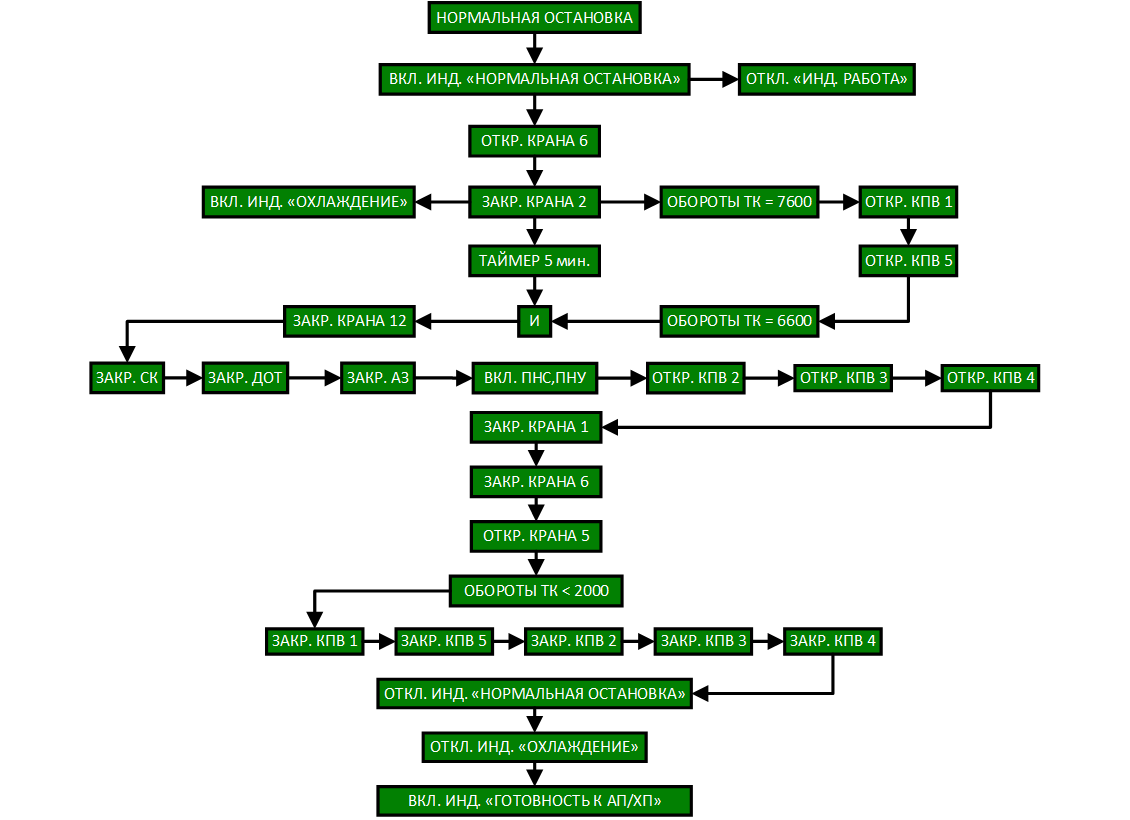 НОРМАЛЬНАЯ ОСТАНОВКА
ВКЛ. ИНД. «НОРМАЛЬНАЯ ОСТАНОВКА»
ОТКЛ. «ИНД. РАБОТА»
ОТКР. КРАНА 6
ВКЛ. ИНД. «ОХЛАЖДЕНИЕ»
ЗАКР. КРАНА 2
ОБОРОТЫ ТК = 7600
ОТКР. КПВ 1
ТАЙМЕР 5 мин.
ОТКР. КПВ 5
ЗАКР. КРАНА 12
И
ОБОРОТЫ ТК = 6600
ЗАКР. СК
ЗАКР. ДОТ
ЗАКР. АЗ
ВКЛ. ПНС,ПНУ
ОТКР. КПВ 2
ОТКР. КПВ 3
ОТКР. КПВ 4
ЗАКР. КРАНА 1
ЗАКР. КРАНА 6
ОТКР. КРАНА 5
ОБОРОТЫ ТК < 2000
ЗАКР. КПВ 1
ЗАКР. КПВ 5
ЗАКР. КПВ 2
ЗАКР. КПВ 3
ЗАКР. КПВ 4
ОТКЛ. ИНД. «НОРМАЛЬНАЯ ОСТАНОВКА»
ОТКЛ. ИНД. «ОХЛАЖДЕНИЕ»
ВКЛ. ИНД. «ГОТОВНОСТЬ К АП/ХП»